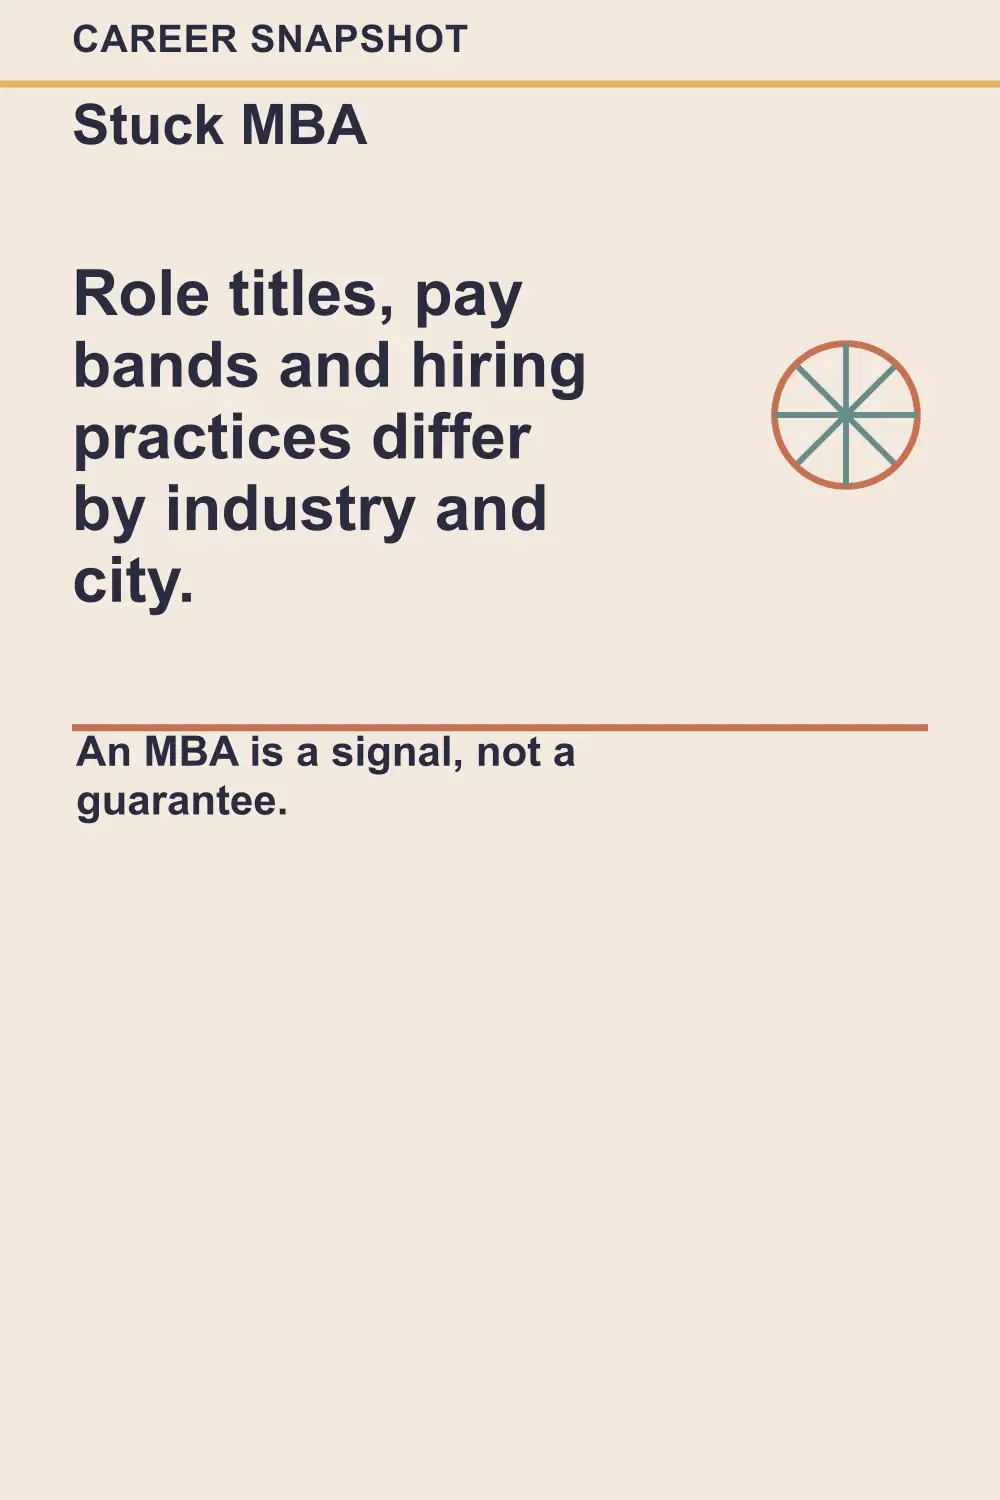 CAREER SNAPSHOT
Stuck MBA
Role titles, pay
bands and hiring
practices differ
by industry and
city.
An MBA is a signal, not a
guarantee.